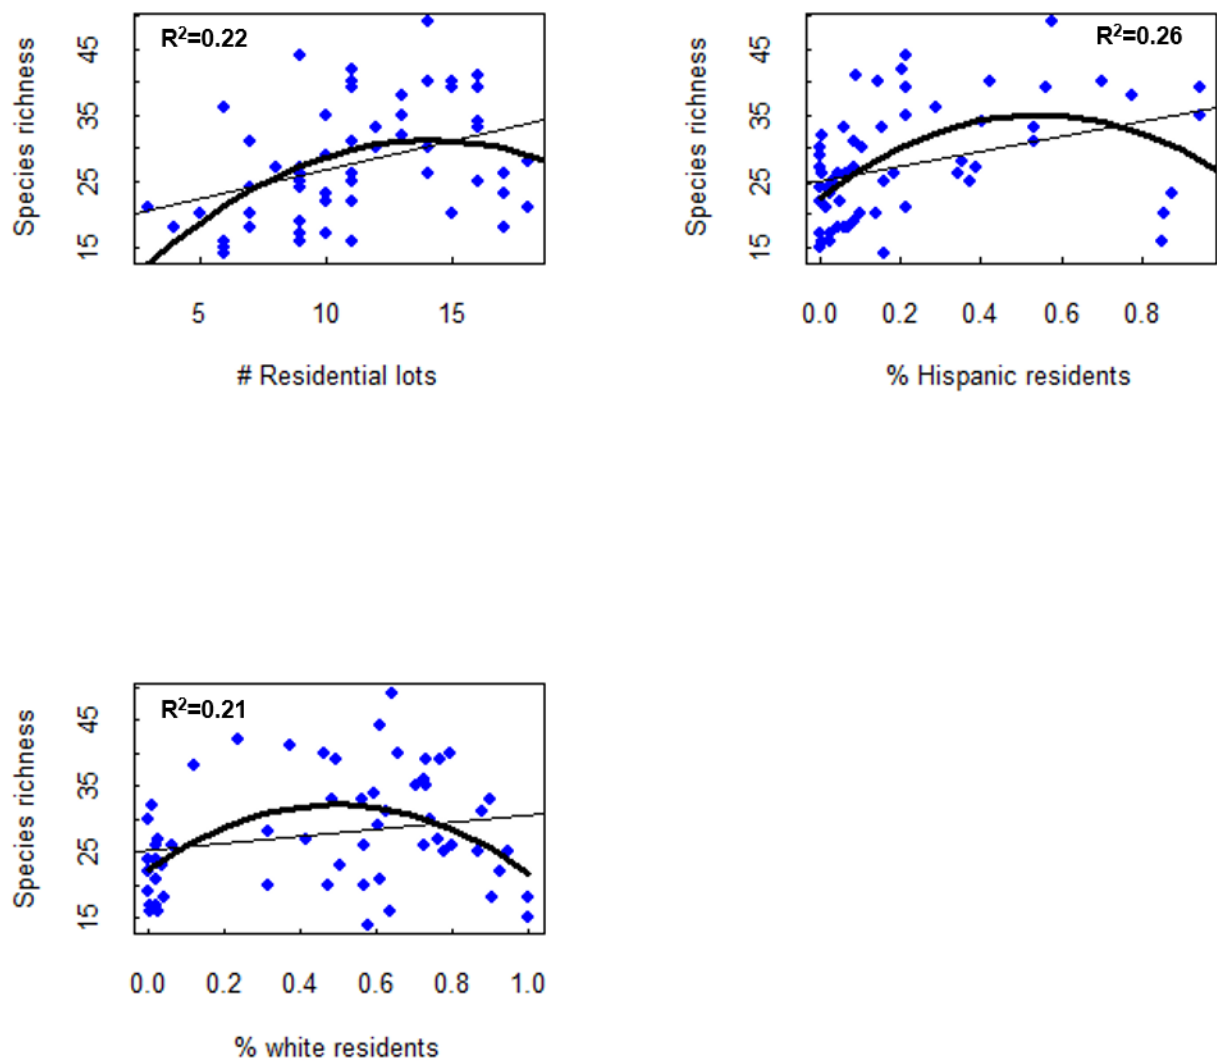 R²=0.22
Species richness
45
35
25
15
5 10 15
# Residential lots
R²=0.26
Species richness
45
35
25
15
0.0 0.2 0.4 0.6 0.8
% Hispanic residents
R²=0.21
Species richness
45
35
25
15
0.0 0.2 0.4 0.6 0.8 1.0
% white residents